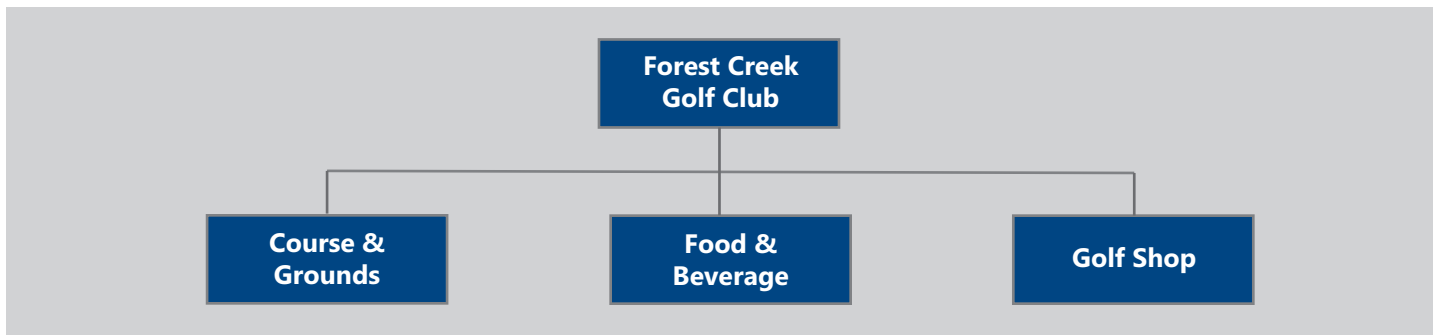 Forest Creek
Golf Club
Course &
Grounds
Food &
Beverage
Golf Shop